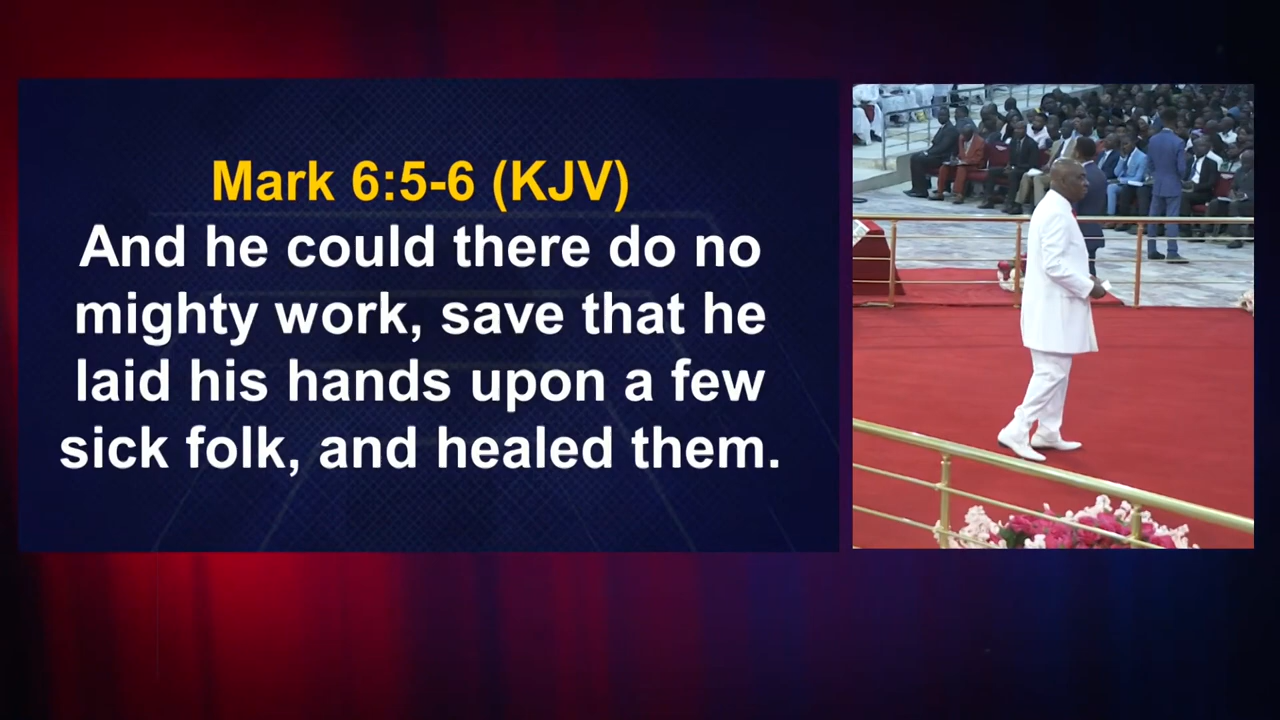 Mark 6:5-6 (KJV)
And he could there do no
mighty work, save that he
laid his hands upon a few
sick folk, and healed them.